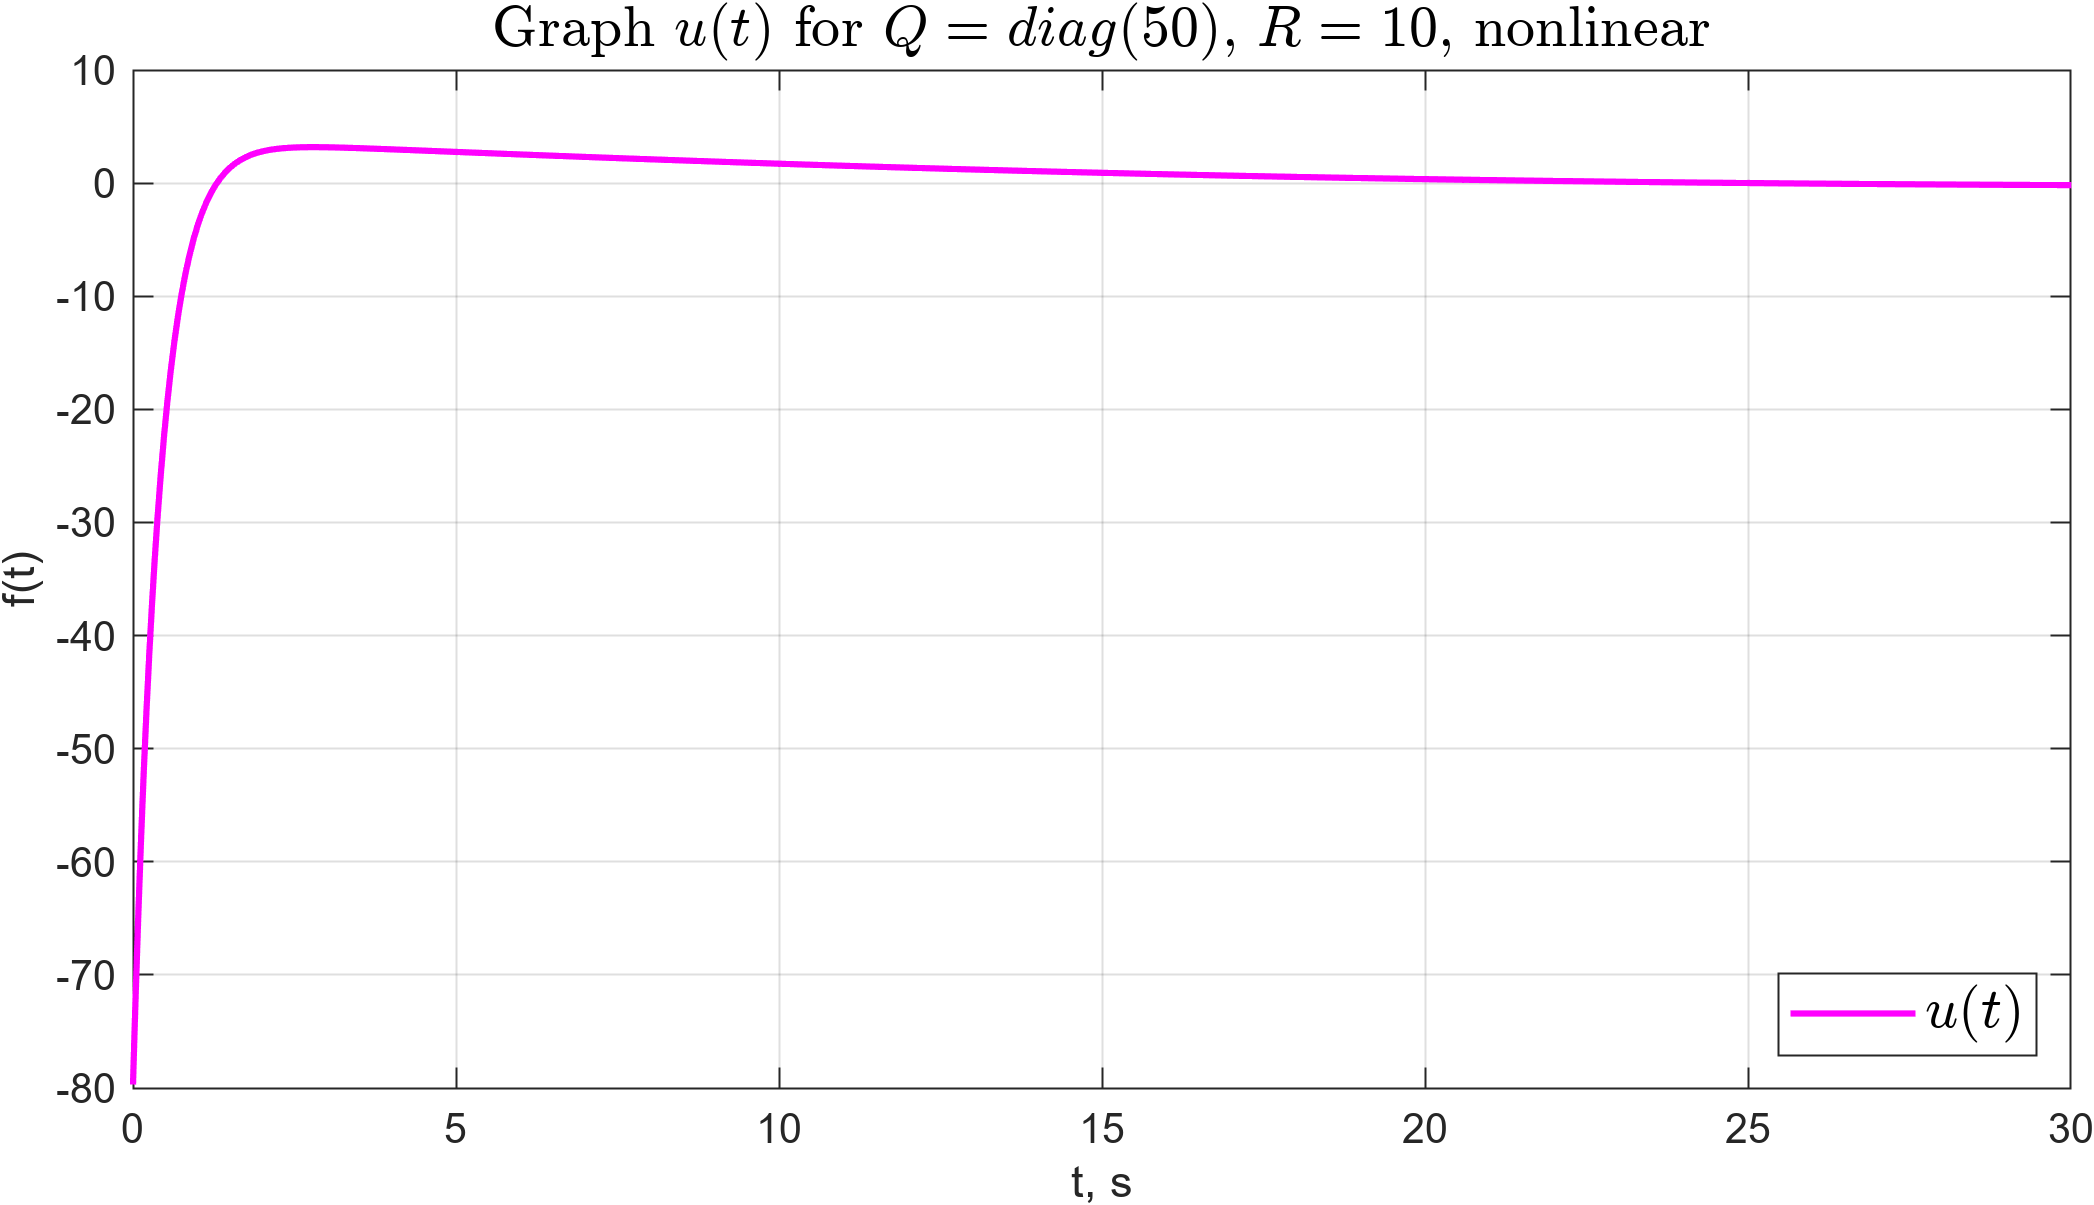 Graph u(t) for Q = diag(50), R = 10, nonlinear
10
0
-10
-20
-30
-40
-50
-60
-70
-80
f(t)
0 5 10 15 20 25 30
t, s
u(t)